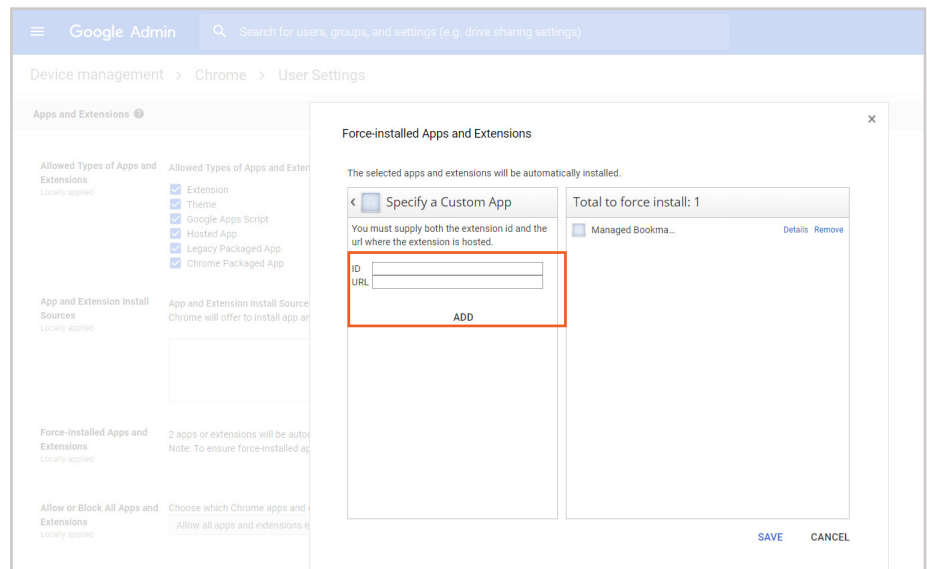 Google Admin
Search for users, groups, and settings (e.g. drive sharing settings)
Device management > Chrome > User Settings
Apps and Extensions
Allowed Types of Apps and
Extensions
Locally applied
Allowed Types of Apps and Exten
Extension
Theme
Google Apps Script
Hosted App
Legacy Packaged App
Chrome Packaged App
App and Extension Install
Sources
Locally applied
App and Extension Install Source
Chrome will offer to install app an
Force-installed Apps and
Extensions
Locally applied
2 apps or extensions will be autor
Note: To ensure force-installed ap
Allow or Block All Apps and
Extensions
Locally applied
Choose which Chrome apps and
Allow all apps and extensions e
×
Force-installed Apps and Extensions
The selected apps and extensions will be automatically installed.
Specify a Custom App
You must supply both the extension id and the
url where the extension is hosted.
ID
URL
ADD
Total to force install: 1
Managed Bookma... Details Remove
SAVE CANCEL